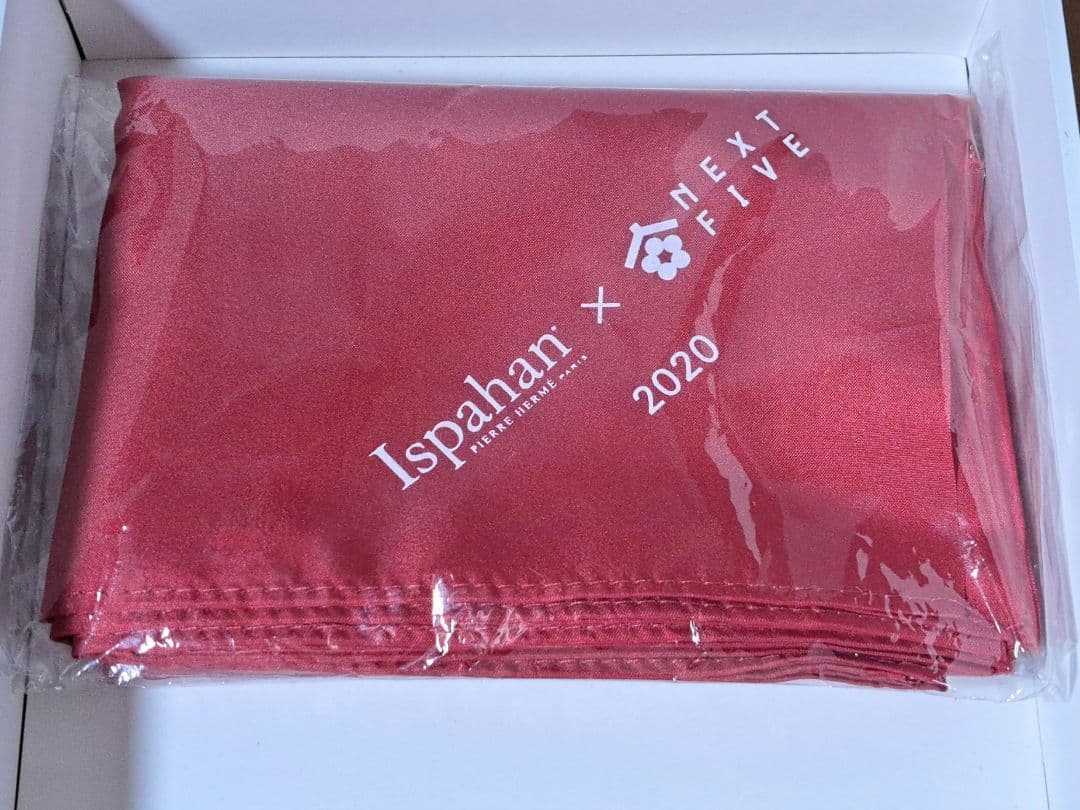 Ispahan
PIERRE HERMÉ PARIS
×
NEXT
FIVE
2020